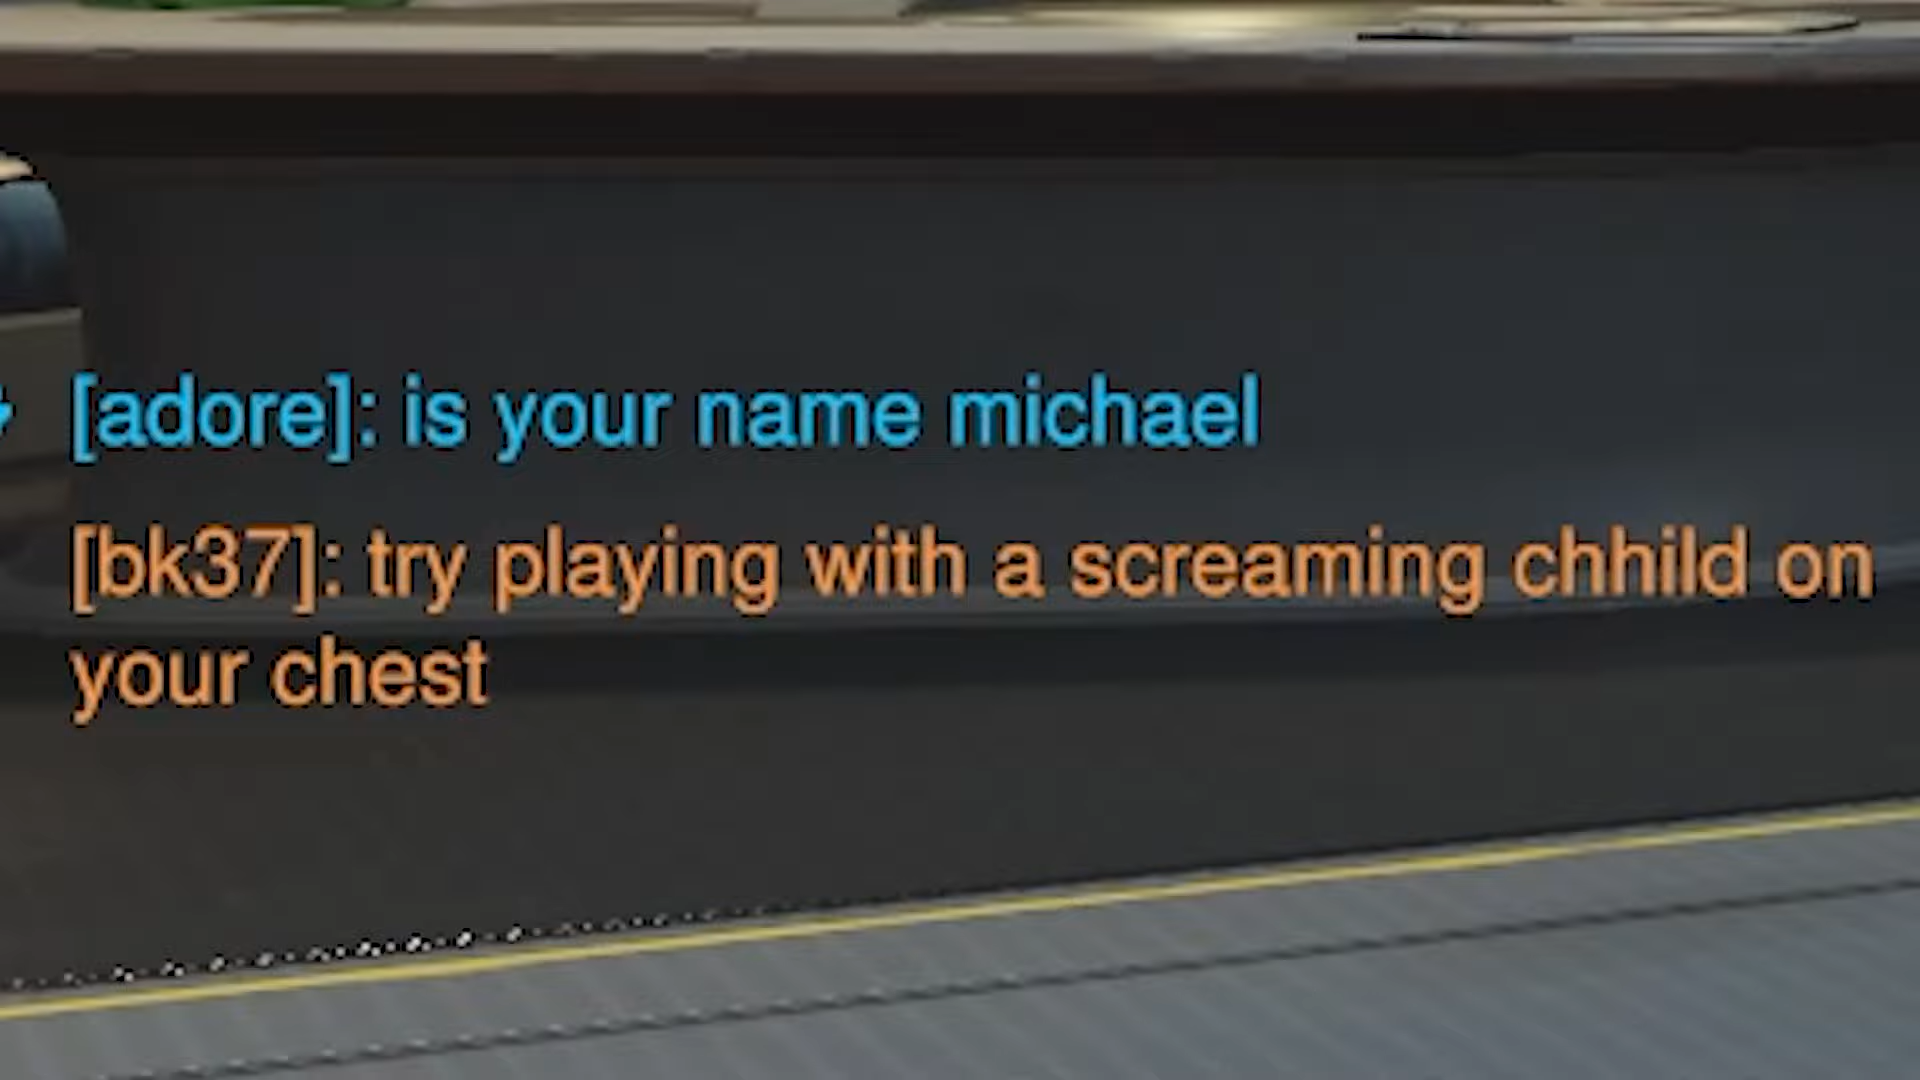 [adore]: is your name michael
[bk37]: try playing with a screaming chhild on
your chest